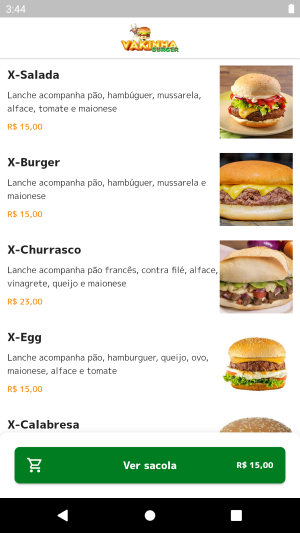 3:44
VAKINHA
BURGER
X-Salada
Lanche acompanha pão, hambúguer, mussarela,
alface, tomate e maionese
R$ 15,00
X-Burger
Lanche acompanha pão, hambúguer, mussarela e
maionese
R$ 15,00
X-Churrasco
Lanche acompanha pão francês, contra filé, alface,
vinagrete, queijo e maionese
R$ 23,00
X-Egg
Lanche acompanha pão, hamburguer, queijo, ovo,
maionese, alface e tomate
R$ 15,00
X-Calabresa
Ver sacola R$ 15,00